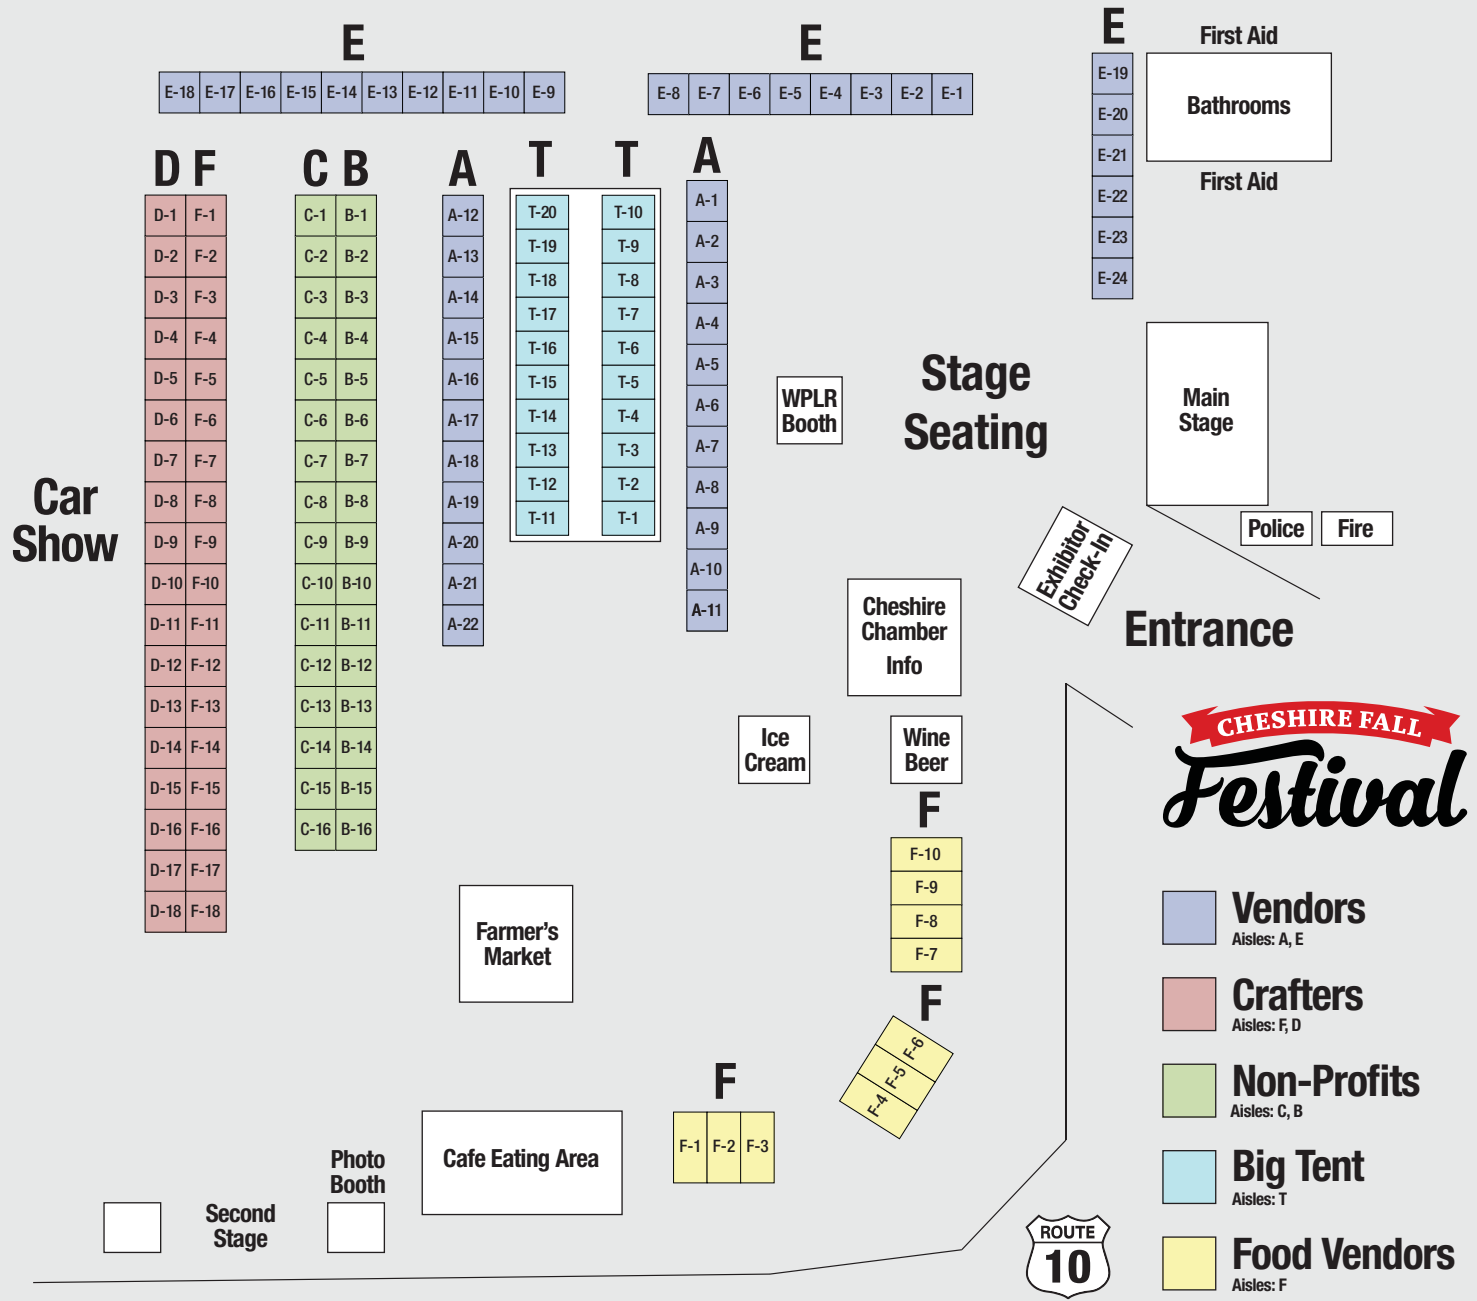 E
E
E
First Aid
Bathrooms
First Aid
E-18 E-17 E-16 E-15 E-14 E-13 E-12 E-11 E-10 E-9
E-8 E-7 E-6 E-5 E-4 E-3 E-2 E-1
E-19
E-20
E-21
E-22
E-23
E-24
D F
C B
A
T
T
A
D-1 F-1
D-2 F-2
D-3 F-3
D-4 F-4
D-5 F-5
D-6 F-6
D-7 F-7
D-8 F-8
D-9 F-9
D-10 F-10
D-11 F-11
D-12 F-12
D-13 F-13
D-14 F-14
D-15 F-15
D-16 F-16
D-17 F-17
D-18 F-18
C-1 B-1
C-2 B-2
C-3 B-3
C-4 B-4
C-5 B-5
C-6 B-6
C-7 B-7
C-8 B-8
C-9 B-9
C-10 B-10
C-11 B-11
C-12 B-12
C-13 B-13
C-14 B-14
C-15 B-15
C-16 B-16
A-12
A-13
A-14
A-15
A-16
A-17
A-18
A-19
A-20
A-21
A-22
T-20 T-10
T-19 T-9
T-18 T-8
T-17 T-7
T-16 T-6
T-15 T-5
T-14 T-4
T-13 T-3
T-12 T-2
T-11 T-1
A-1
A-2
A-3
A-4
A-5
A-6
A-7
A-8
A-9
A-10
A-11
Car
Show
WPLR
Booth
Stage
Seating
Main
Stage
Police
Fire
Exhibitor
Check-In
Entrance
Cheshire
Chamber
Info
Ice
Cream
Wine
Beer
F
F-10
F-9
F-8
F-7
F
F-6
F-5
F-4
F
F-1 F-2 F-3
Farmer's
Market
Cafe Eating Area
Photo
Booth
Second
Stage
ROUTE
10
CHESHIRE FALL
Festival
Vendors
Aisles: A, E
Crafters
Aisles: F, D
Non-Profits
Aisles: C, B
Big Tent
Aisles: T
Food Vendors
Aisles: F